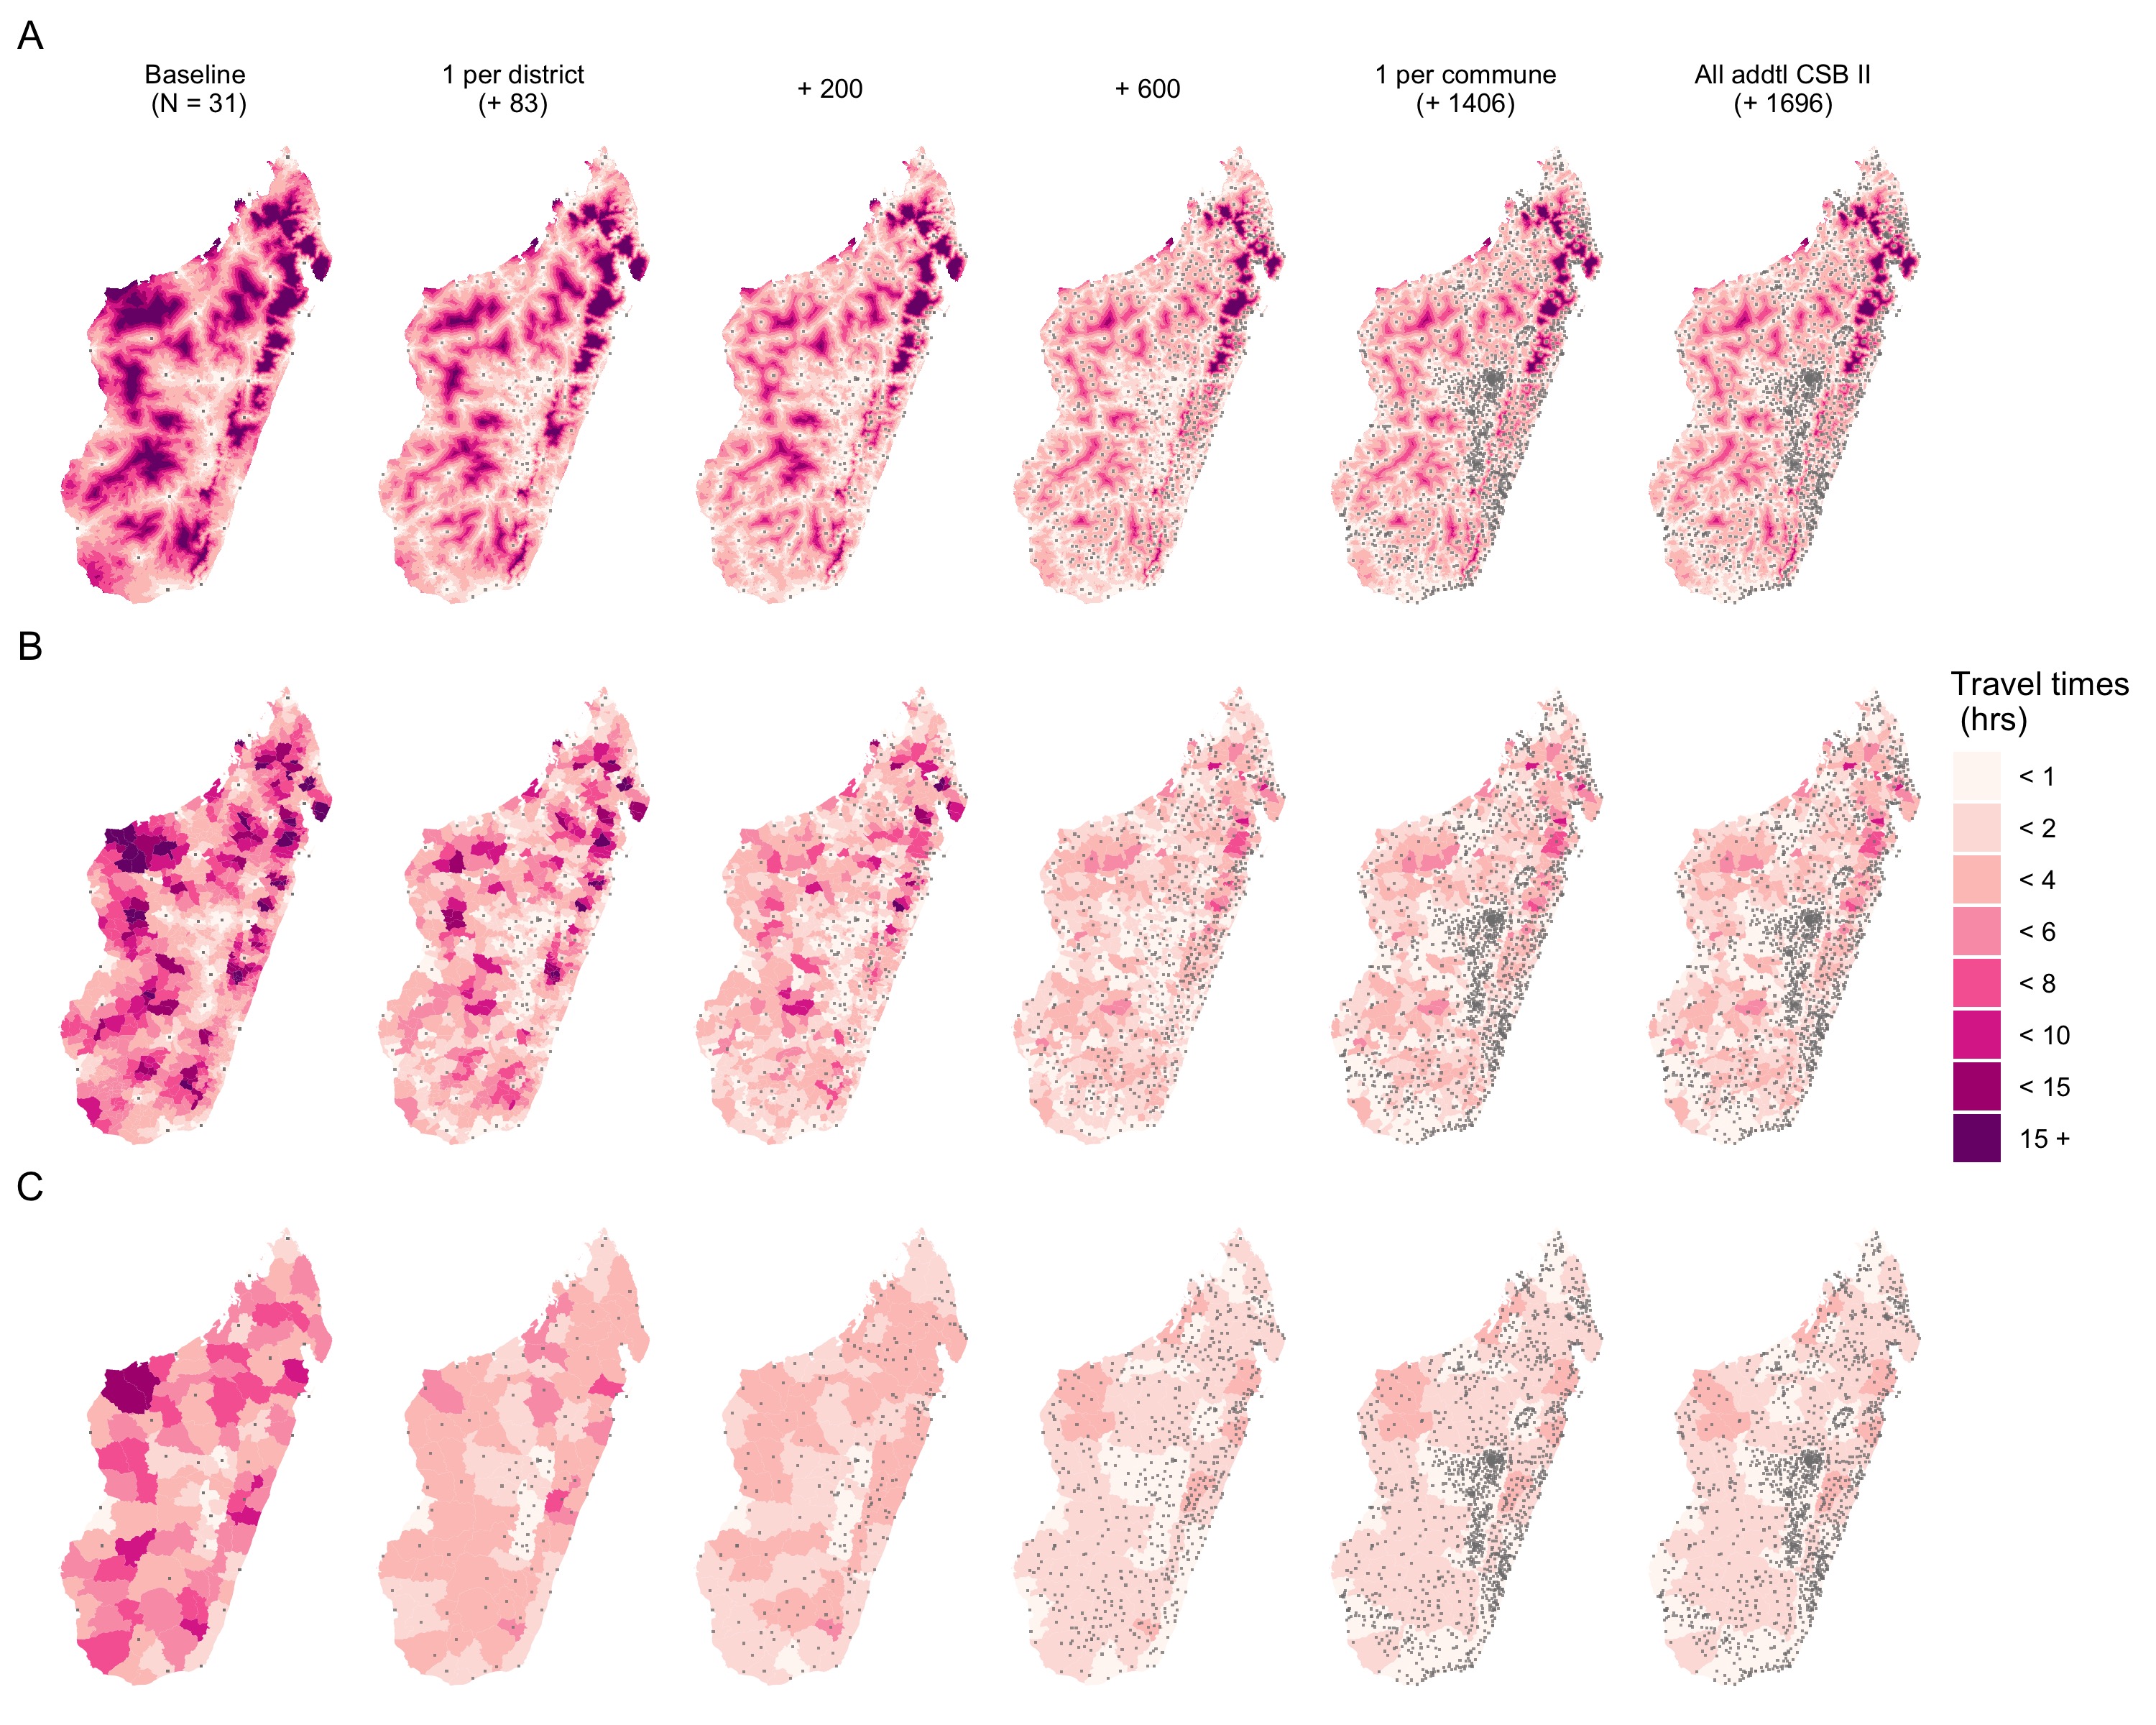 A
Baseline
(N = 31)
1 per district
(+ 83)
+ 200
+ 600
1 per commune
(+ 1406)
All addtl CSB II
(+ 1696)
B
Travel times
(hrs)
< 1
< 2
< 4
< 6
< 8
< 10
< 15
15 +
C